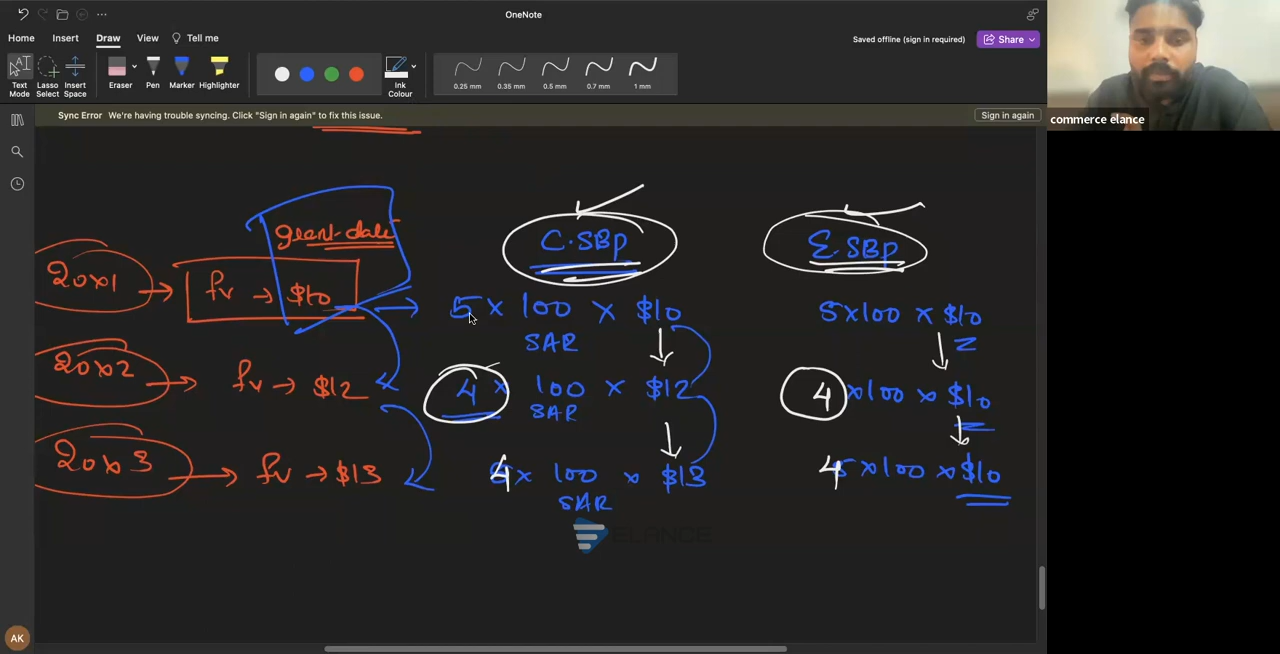 OneNote
Home Insert Draw View Tell me
Saved offline (sign in required)
Share
Text Mode
Lasso Select
Insert Space
Eraser
Pen
Marker
Highlighter
Ink Colour
0.25 mm
0.35 mm
0.5 mm
0.7 mm
1 mm
commerce elance
Sync Error We're having trouble syncing. Click "Sign in again" to fix this issue.
Sign in again
grant date
C.SBP
E.SBP
20x1 → fv → $10
5 x 100 x $10
SAR
5x100 x $10
20x2 → fv → $12
4 x 100 x $12
SAR
4 x100 x $10
20x3 → fv → $13
4 x 100 x $13
SAR
4 x100 x $10
ELANCE
AK